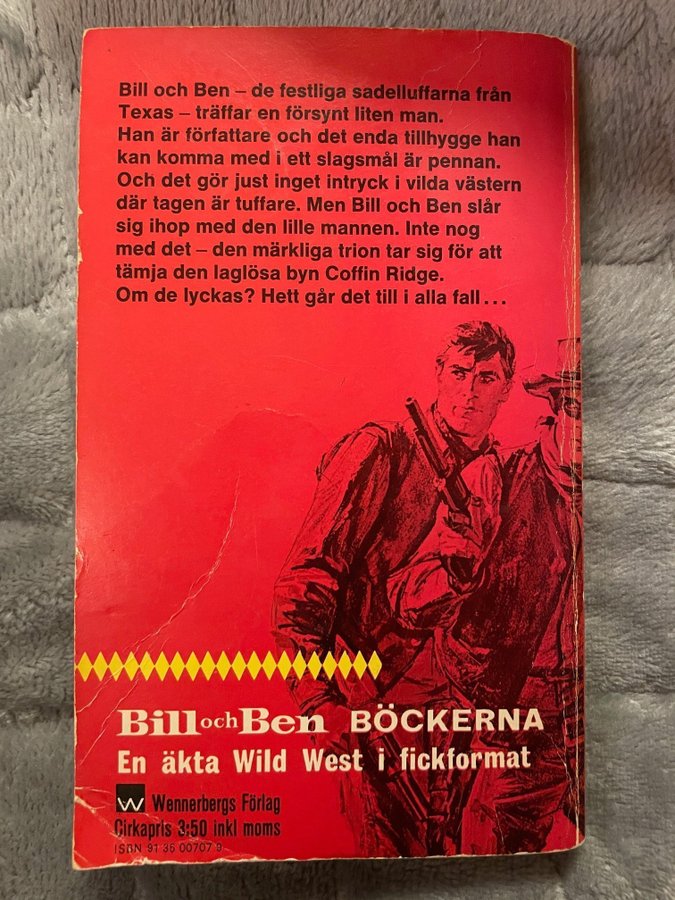 Bill och Ben – de festliga sadelluffarna från
Texas – träffar en försynt liten man.
Han är författare och det enda tillhygge han
kan komma med i ett slagsmål är pennan.
Och det gör just inget intryck i vilda västern
där tagen är tuffare. Men Bill och Ben slår
sig ihop med den lille mannen. Inte nog
med det – den märkliga trion tar sig för att
tämja den laglösa byn Coffin Ridge.
Om de lyckas? Hett går det till i alla fall...
Bill och Ben BÖCKERNA
En äkta Wild West i fickformat
W Wennerbergs Förlag
Cirkapris 3:50 inkl moms
ISBN 91 36 00707 9